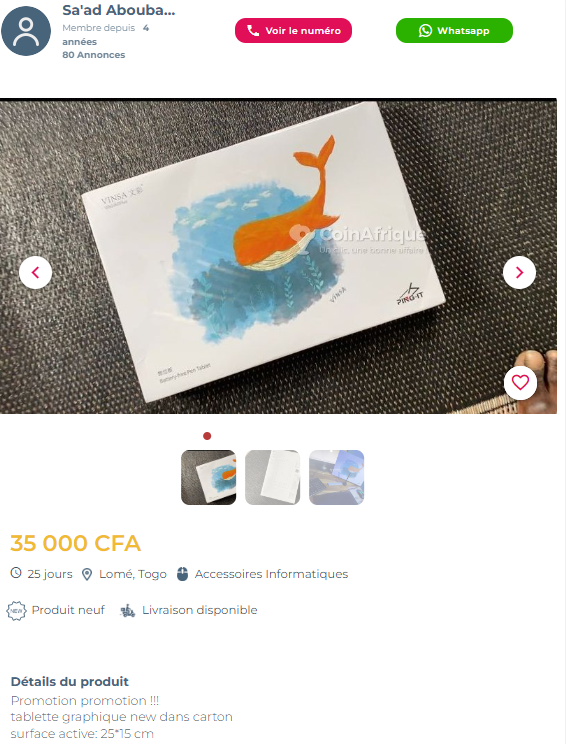 Sa'ad Abouba...
Membre depuis 4
années
80 Annonces
Voir le numéro
Whatsapp
VINSA
CoinAfrique
Un clic, une bonne affaire
VINSA
PING-IT
Battery-Free Pen Tablet
35 000 CFA
25 jours
Lomé, Togo
Accessoires Informatiques
NEW
Produit neuf
Livraison disponible
Détails du produit
Promotion promotion !!!
tablette graphique new dans carton
surface active: 25*15 cm